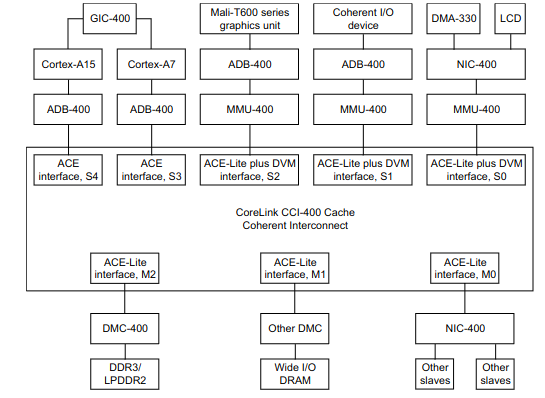 GIC-400
Mali-T600 series
graphics unit
Coherent I/O
device
DMA-330
LCD
Cortex-A15
Cortex-A7
ADB-400
ADB-400
NIC-400
ADB-400
ADB-400
MMU-400
MMU-400
MMU-400
ACE
interface, S4
ACE
interface, S3
ACE-Lite plus DVM
interface, S2
ACE-Lite plus DVM
interface, S1
ACE-Lite plus DVM
interface, S0
CoreLink CCI-400 Cache
Coherent Interconnect
ACE-Lite
interface, M2
ACE-Lite
interface, M1
ACE-Lite
interface, M0
DMC-400
Other DMC
NIC-400
DDR3/
LPDDR2
Wide I/O
DRAM
Other
slaves
Other
slaves